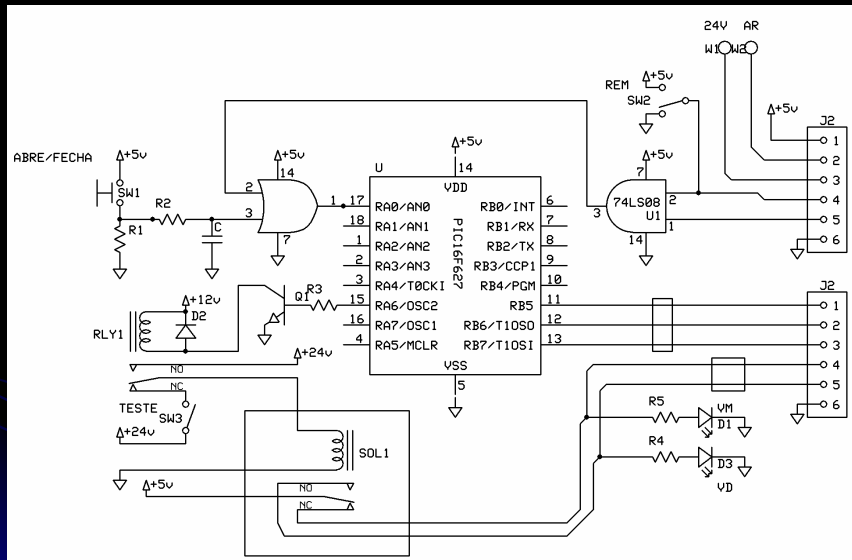 24V AR
W1 W2
REM
+5v
SW2
+5v
J2
1
2
3
4
5
6
ABRE/FECHA
+5v
SW1
R2
R1
C
+5v
14
2
3
1
7
U
+5v
14
VDD
PIC16F627
17 RA0/AN0
18 RA1/AN1
1 RA2/AN2
2 RA3/AN3
3 RA4/T0CKI
15 RA6/OSC2
16 RA7/OSC1
4 RA5/MCLR
RB0/INT 6
RB1/RX 7
RB2/TX 8
RB3/CCP1 9
RB4/PGM 10
RB5 11
RB6/T1OSO 12
RB7/T1OSI 13
VSS
5
+5v
7
74LS08
U1
3
2
1
14
J2
1
2
3
4
5
6
+12v
D2
RLY1
Q1
R3
+24v
NO
NC
TESTE
SW3
+24v
SOL1
+5v
NO
NC
R5
VM
D1
R4
D3
VD